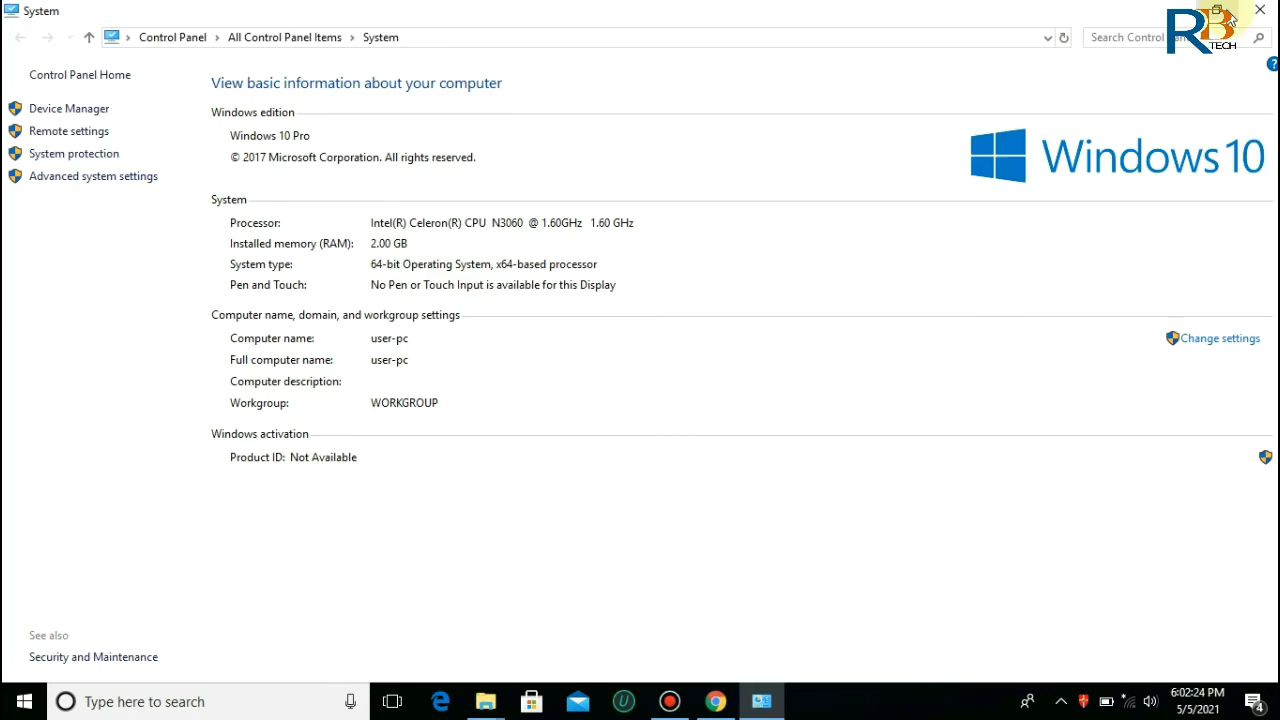 System
Control Panel > All Control Panel Items > System
Search Control
RB
TECH
Control Panel Home
Device Manager
Remote settings
System protection
Advanced system settings
View basic information about your computer
Windows edition
Windows 10 Pro
© 2017 Microsoft Corporation. All rights reserved.
Windows 10
System
Processor: Intel(R) Celeron(R) CPU N3060 @ 1.60GHz 1.60 GHz
Installed memory (RAM): 2.00 GB
System type: 64-bit Operating System, x64-based processor
Pen and Touch: No Pen or Touch Input is available for this Display
Computer name, domain, and workgroup settings
Computer name: user-pc
Change settings
Full computer name: user-pc
Computer description:
Workgroup: WORKGROUP
Windows activation
Product ID: Not Available
See also
Security and Maintenance
Type here to search
6:02:24 PM
5/5/2021
4